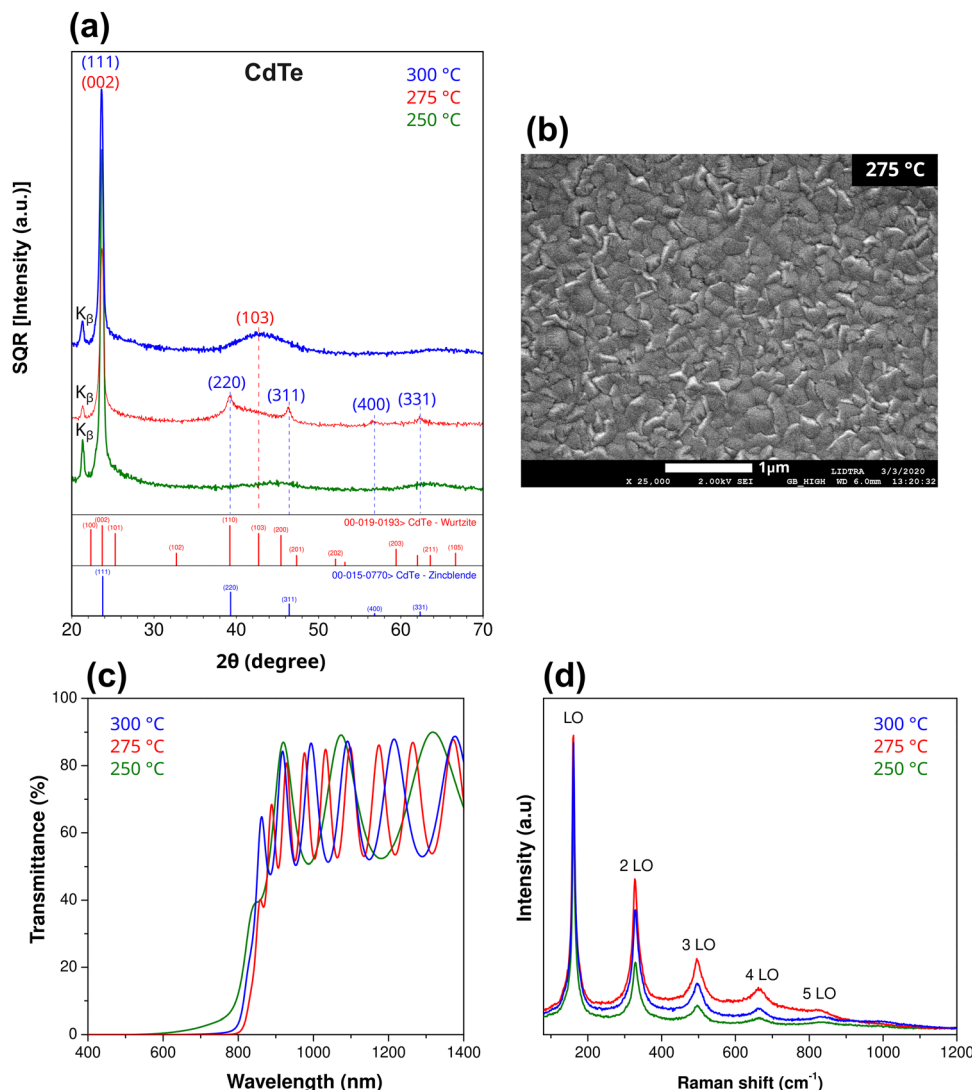 (a)
CdTe
(111)
(002)
300 °C
275 °C
250 °C
SQR [Intensity (a.u.)]
Kβ
(103)
(220)
(311)
(400)
(331)
Kβ
Kβ
00-019-0193> CdTe - Wurtzite
(100)
(002)
(101)
(102)
(110)
(103)
(200)
(201)
(202)
(203)
(211)
(105)
00-015-0770> CdTe - Zincblende
(111)
(220)
(311)
(400)
(331)
20 30 40 50 60 70
2θ (degree)
(b)
275 °C
1μm
LIDTRA 3/3/2020
X 25,000 2.00kV SEI GB_HIGH WD 6.0mm 13:20:32
(c)
300 °C
275 °C
250 °C
Transmittance (%)
100
80
60
40
20
0
400 600 800 1000 1200 1400
Wavelength (nm)
(d)
LO
2 LO
3 LO
4 LO
5 LO
300 °C
275 °C
250 °C
Intensity (a.u)
200 400 600 800 1000 1200
Raman shift (cm-1)